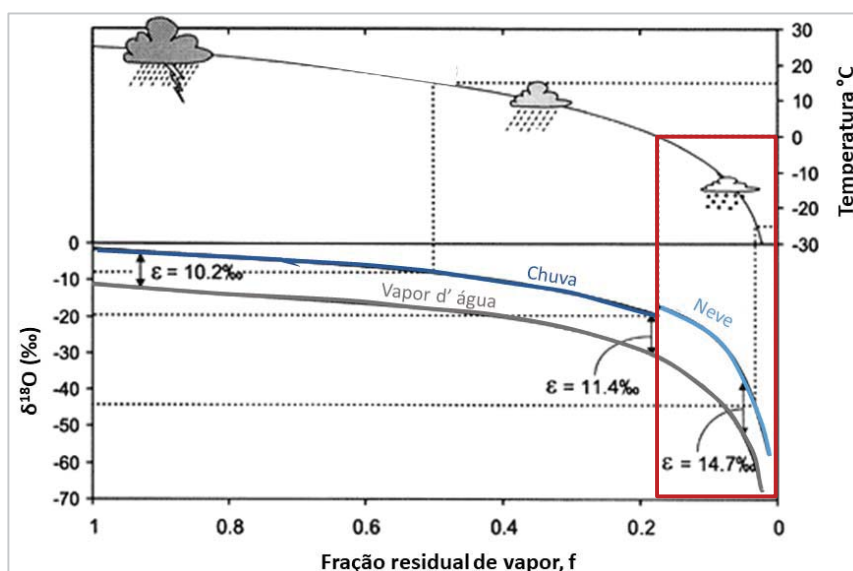 30
20
10
0
-10
-20
-30
Temperatura °C
0
-10
-20
-30
-40
-50
-60
-70
δ¹⁸O (‰)
ε = 10.2‰
Chuva
Vapor d' água
Neve
ε = 11.4‰
ε = 14.7‰
1
0.8
0.6
0.4
0.2
0
Fração residual de vapor, f